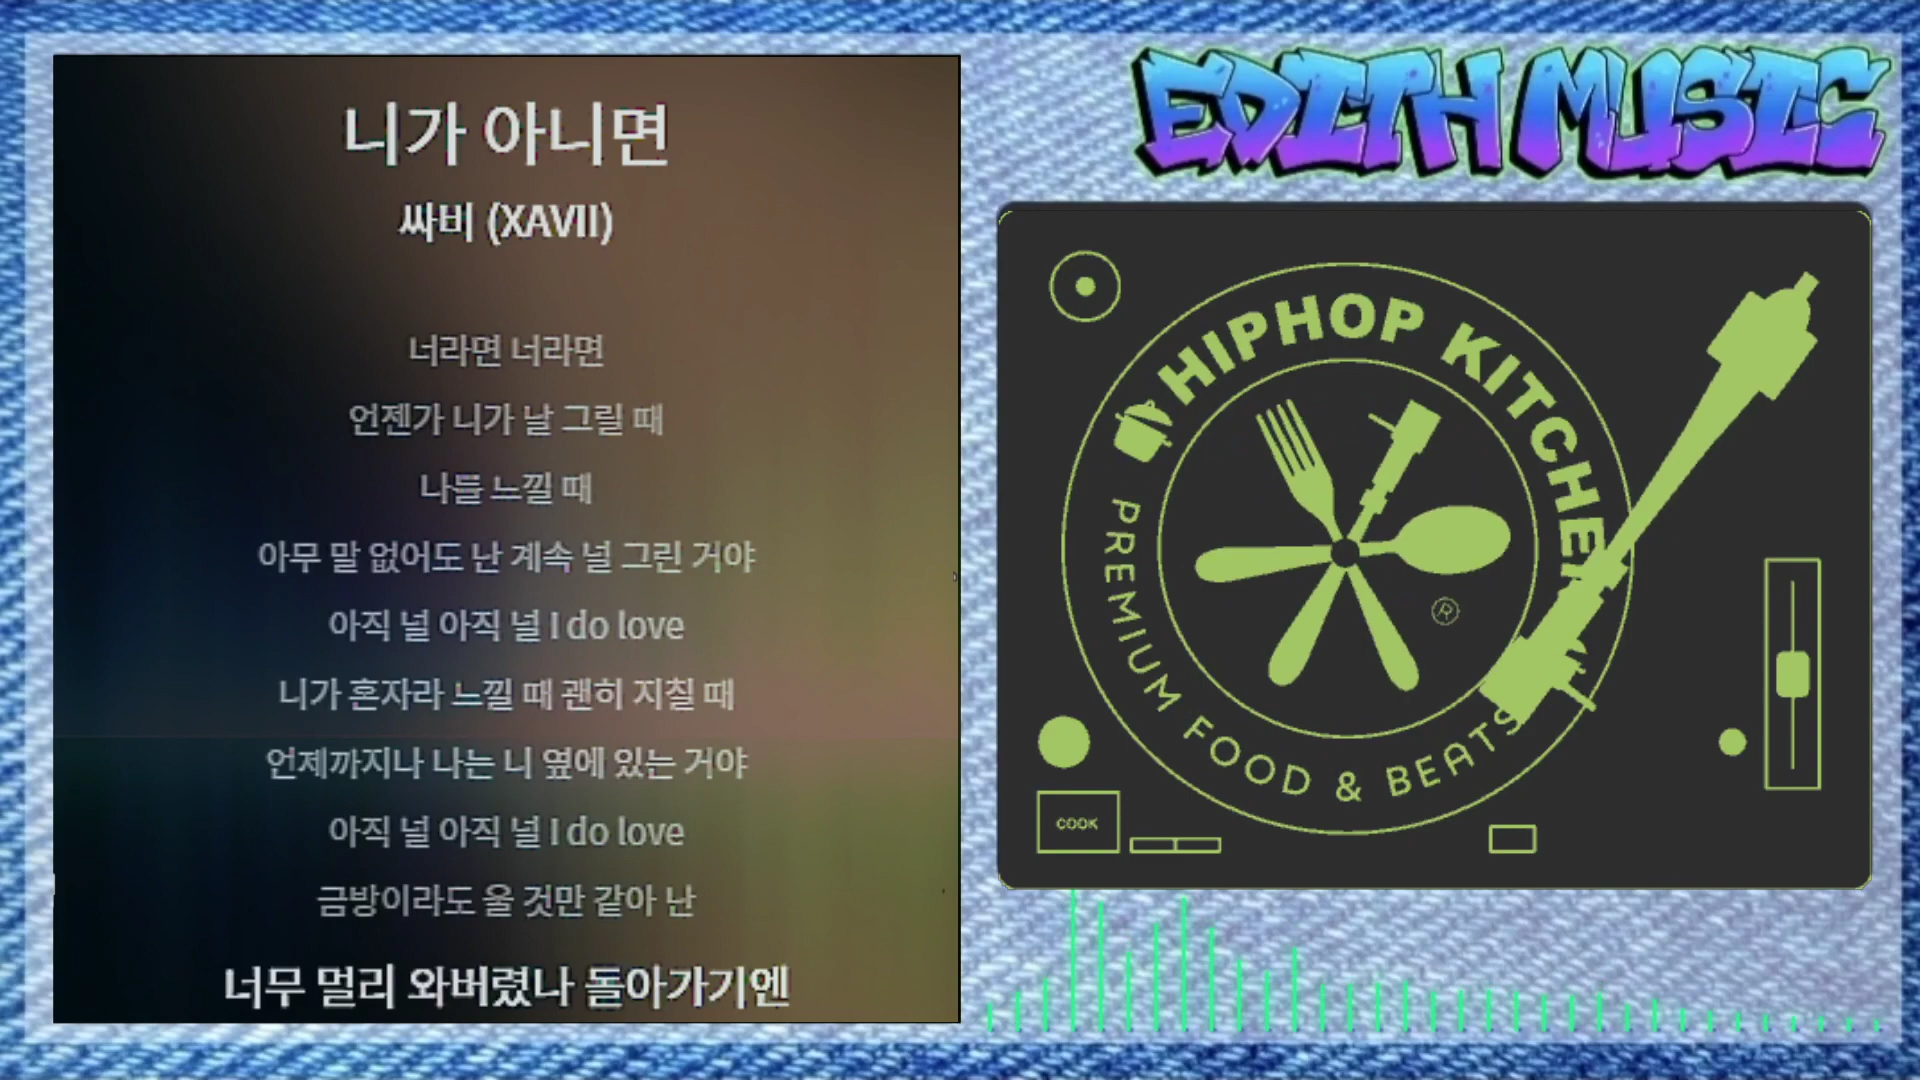 니가 아니면
싸비 (XAVII)
너라면 너라면
언젠가 니가 날 그릴 때
나를 느낄 때
아무 말 없어도 난 계속 널 그린 거야
아직 널 아직 널 I do love
니가 혼자라 느낄 때 괜히 지칠 때
언제까지나 나는 니 옆에 있는 거야
아직 널 아직 널 I do love
금방이라도 울 것만 같아 난
너무 멀리 와버렸나 돌아가기엔
EDITH MUSIC
HIPHOP KITCHEN
PREMIUM FOOD & BEATS
®
COOK